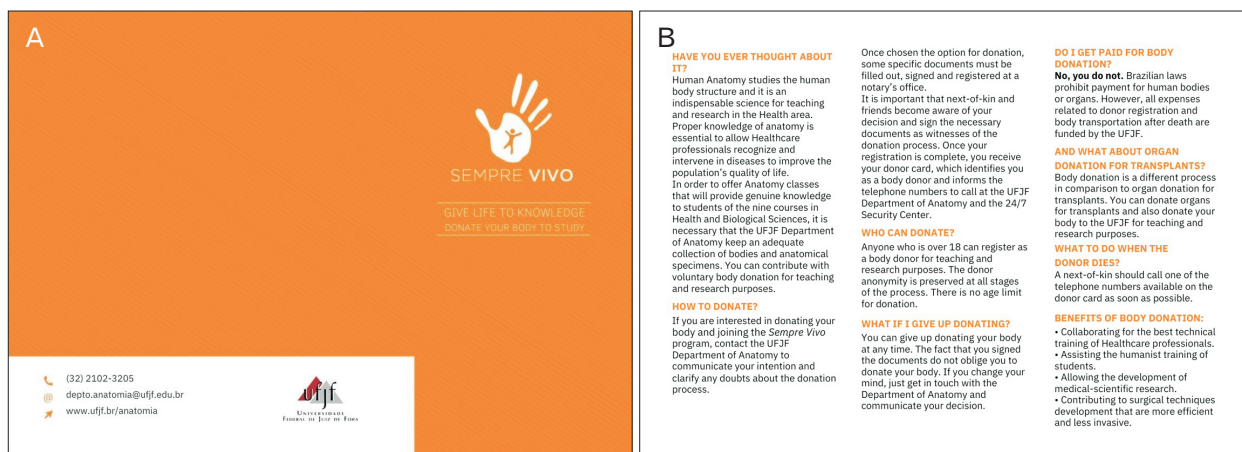 A
SEMPRE VIVO
GIVE LIFE TO KNOWLEDGE
DONATE YOUR BODY TO STUDY
(32) 2102-3205
depto.anatomia@ufjf.edu.br
www.ufjf.br/anatomia
ufjf
UNIVERSIDADE
FEDERAL DE JUIZ DE FORA
B
HAVE YOU EVER THOUGHT ABOUT
IT?
Human Anatomy studies the human
body structure and it is an
indispensable science for teaching
and research in the Health area.
Proper knowledge of anatomy is
essential to allow Healthcare
professionals recognize and
intervene in diseases to improve the
population's quality of life.
In order to offer Anatomy classes
that will provide genuine knowledge
to students of the nine courses in
Health and Biological Sciences, it is
necessary that the UFJF Department
of Anatomy keep an adequate
collection of bodies and anatomical
specimens. You can contribute with
voluntary body donation for teaching
and research purposes.
HOW TO DONATE?
If you are interested in donating your
body and joining the Sempre Vivo
program, contact the UFJF
Department of Anatomy to
communicate your intention and
clarify any doubts about the donation
process.
Once chosen the option for donation,
some specific documents must be
filled out, signed and registered at a
notary's office.
It is important that next-of-kin and
friends become aware of your
decision and sign the necessary
documents as witnesses of the
donation process. Once your
registration is complete, you receive
your donor card, which identifies you
as a body donor and informs the
telephone numbers to call at the UFJF
Department of Anatomy and the 24/7
Security Center.
WHO CAN DONATE?
Anyone who is over 18 can register as
a body donor for teaching and
research purposes. The donor
anonymity is preserved at all stages
of the process. There is no age limit
for donation.
WHAT IF I GIVE UP DONATING?
You can give up donating your body
at any time. The fact that you signed
the documents do not oblige you to
donate your body. If you change your
mind, just get in touch with the
Department of Anatomy and
communicate your decision.
DO I GET PAID FOR BODY
DONATION?
No, you do not. Brazilian laws
prohibit payment for human bodies
or organs. However, all expenses
related to donor registration and
body transportation after death are
funded by the UFJF.
AND WHAT ABOUT ORGAN
DONATION FOR TRANSPLANTS?
Body donation is a different process
in comparison to organ donation for
transplants. You can donate organs
for transplants and also donate your
body to the UFJF for teaching and
research purposes.
WHAT TO DO WHEN THE
DONOR DIES?
A next-of-kin should call one of the
telephone numbers available on the
donor card as soon as possible.
BENEFITS OF BODY DONATION:
• Collaborating for the best technical
training of Healthcare professionals.
• Assisting the humanist training of
students.
• Allowing the development of
medical-scientific research.
• Contributing to surgical techniques
development that are more efficient
and less invasive.